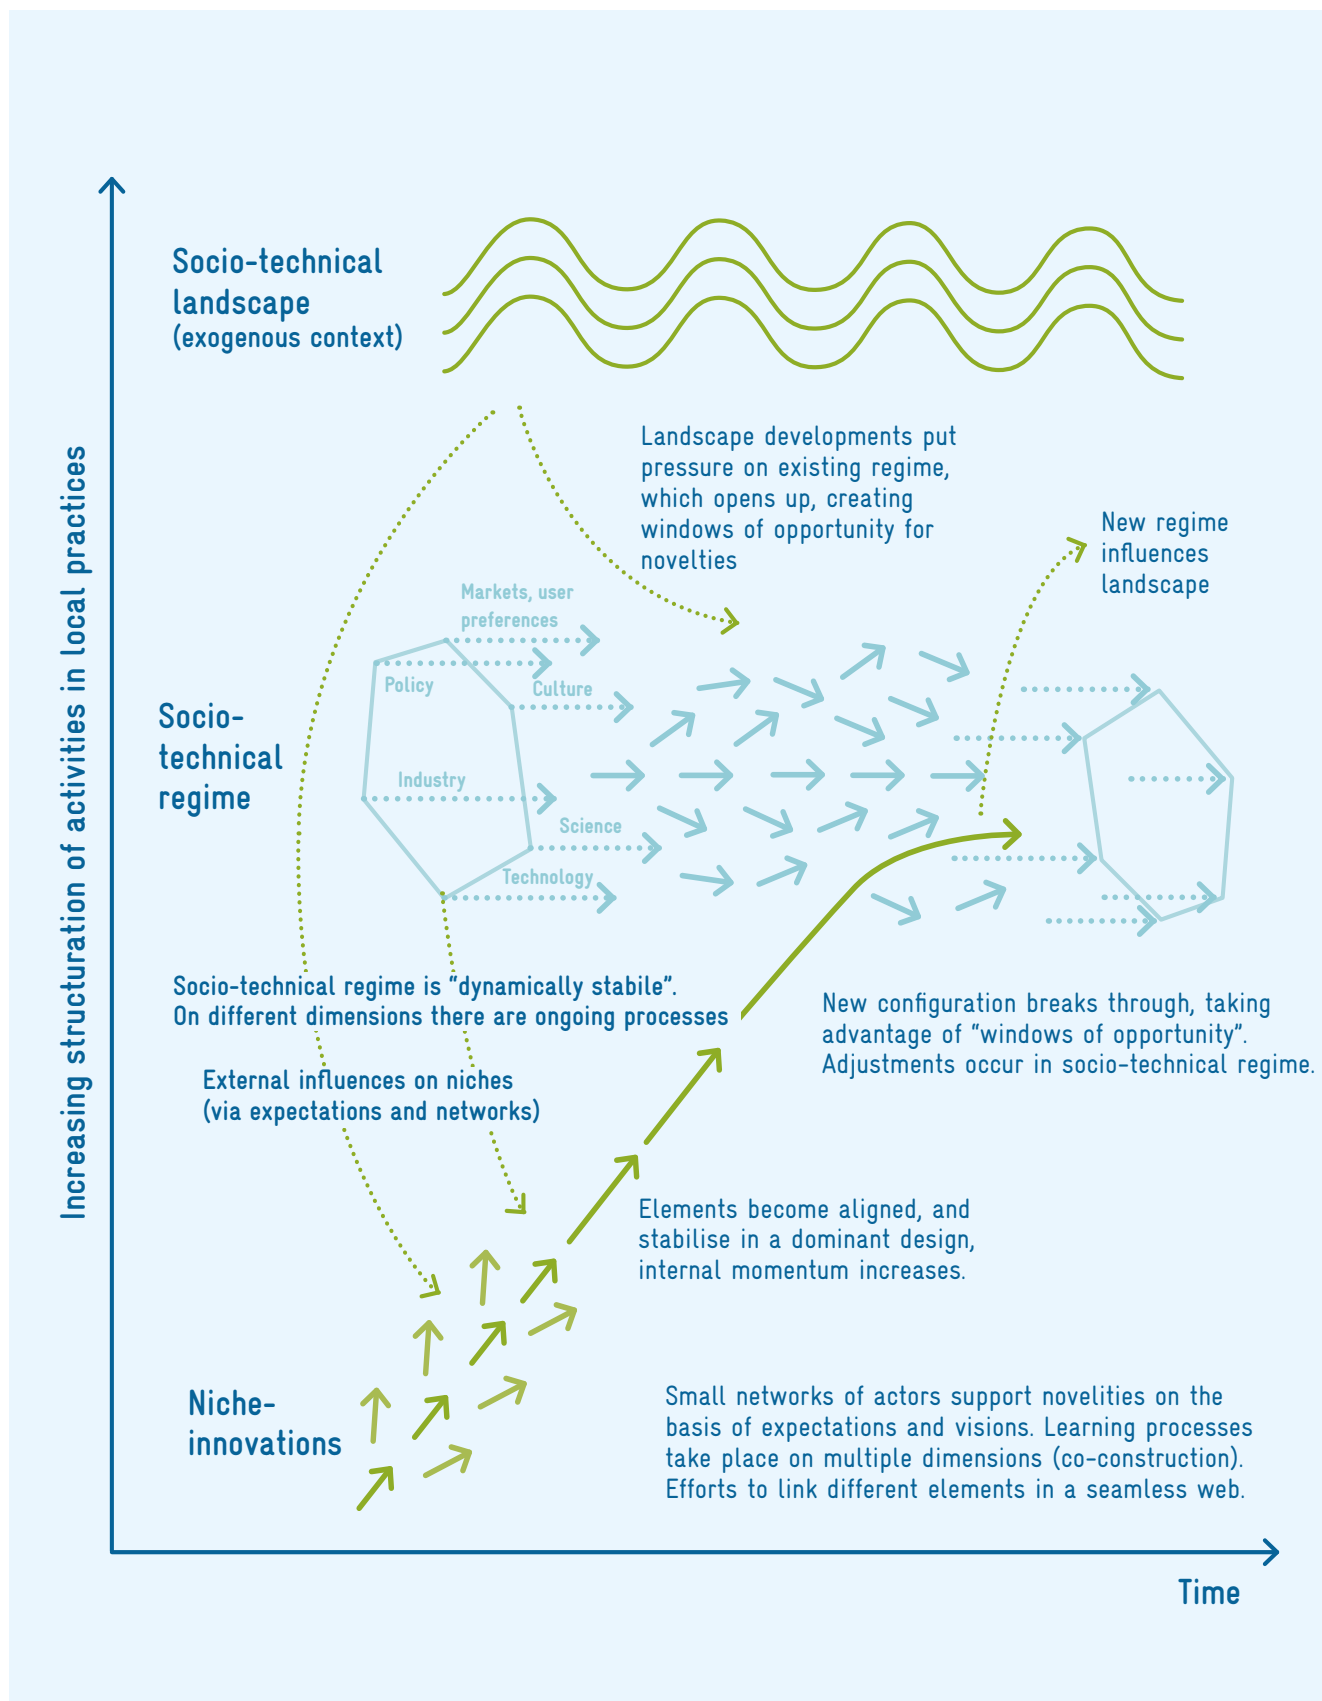 Socio-technical
landscape
(exogenous context)
Landscape developments put
pressure on existing regime,
which opens up, creating
windows of opportunity for
novelties
New regime
influences
landscape
Increasing structuration of activities in local practices
Markets, user
preferences
Policy
Culture
Socio-
technical
regime
Industry
Science
Technology
Socio-technical regime is “dynamically stabile”.
On different dimensions there are ongoing processes
New configuration breaks through, taking
advantage of “windows of opportunity”.
Adjustments occur in socio-technical regime.
External influences on niches
(via expectations and networks)
Elements become aligned, and
stabilise in a dominant design,
internal momentum increases.
Niche-
innovations
Small networks of actors support novelities on the
basis of expectations and visions. Learning processes
take place on multiple dimensions (co-construction).
Efforts to link different elements in a seamless web.
Time